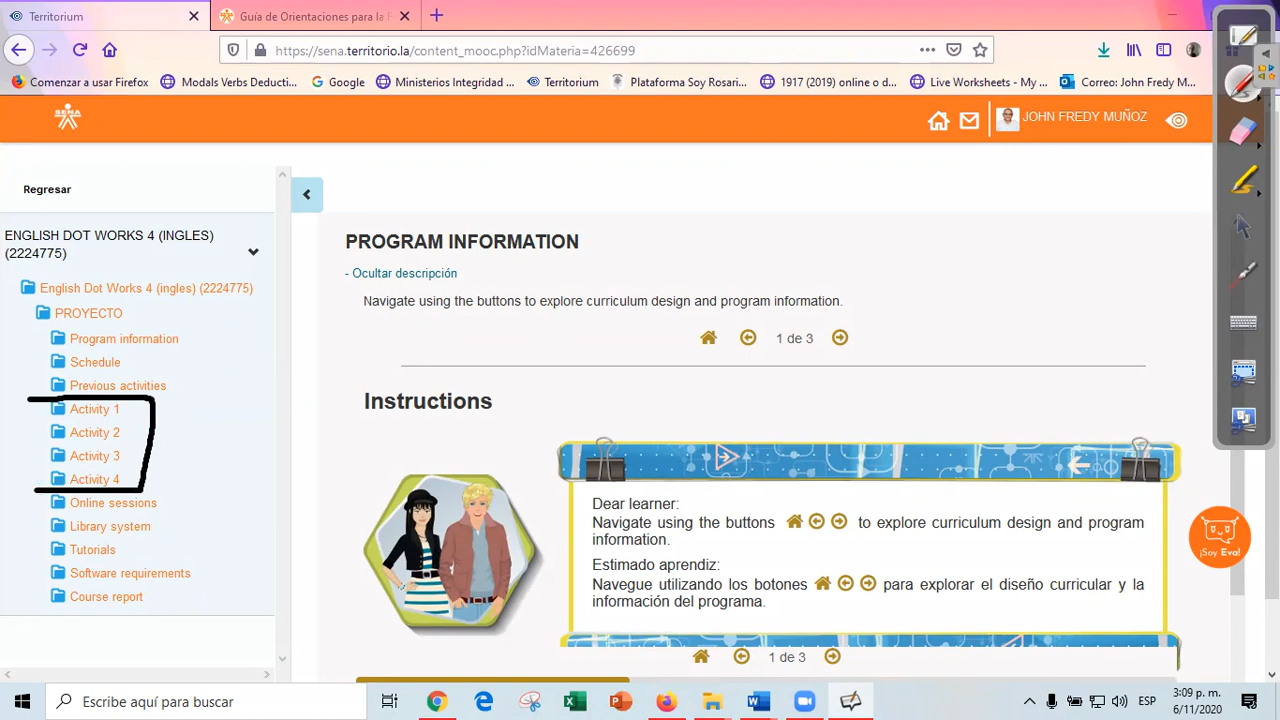 Territorium
Guía de Orientaciones para la
https://sena.territorio.la/content_mooc.php?idMateria=426699
Comenzar a usar Firefox
Modals Verbs Deducti...
Google
Ministerios Integridad ...
Territorium
Plataforma Soy Rosari...
1917 (2019) online o d...
Live Worksheets - My ...
Correo: John Fredy M...
SENA
JOHN FREDY MUÑOZ
Regresar
ENGLISH DOT WORKS 4 (INGLES)
(2224775)
English Dot Works 4 (ingles) (2224775)
PROYECTO
Program information
Schedule
Previous activities
Activity 1
Activity 2
Activity 3
Activity 4
Online sessions
Library system
Tutorials
Software requirements
Course report
PROGRAM INFORMATION
- Ocultar descripción
Navigate using the buttons to explore curriculum design and program information.
1 de 3
Instructions
Dear learner:
Navigate using the buttons to explore curriculum design and program
information.
Estimado aprendiz:
Navegue utilizando los botones para explorar el diseño curricular y la
información del programa.
1 de 3
¡Soy Eva!
Escribe aquí para buscar
ESP
3:09 p. m.
6/11/2020